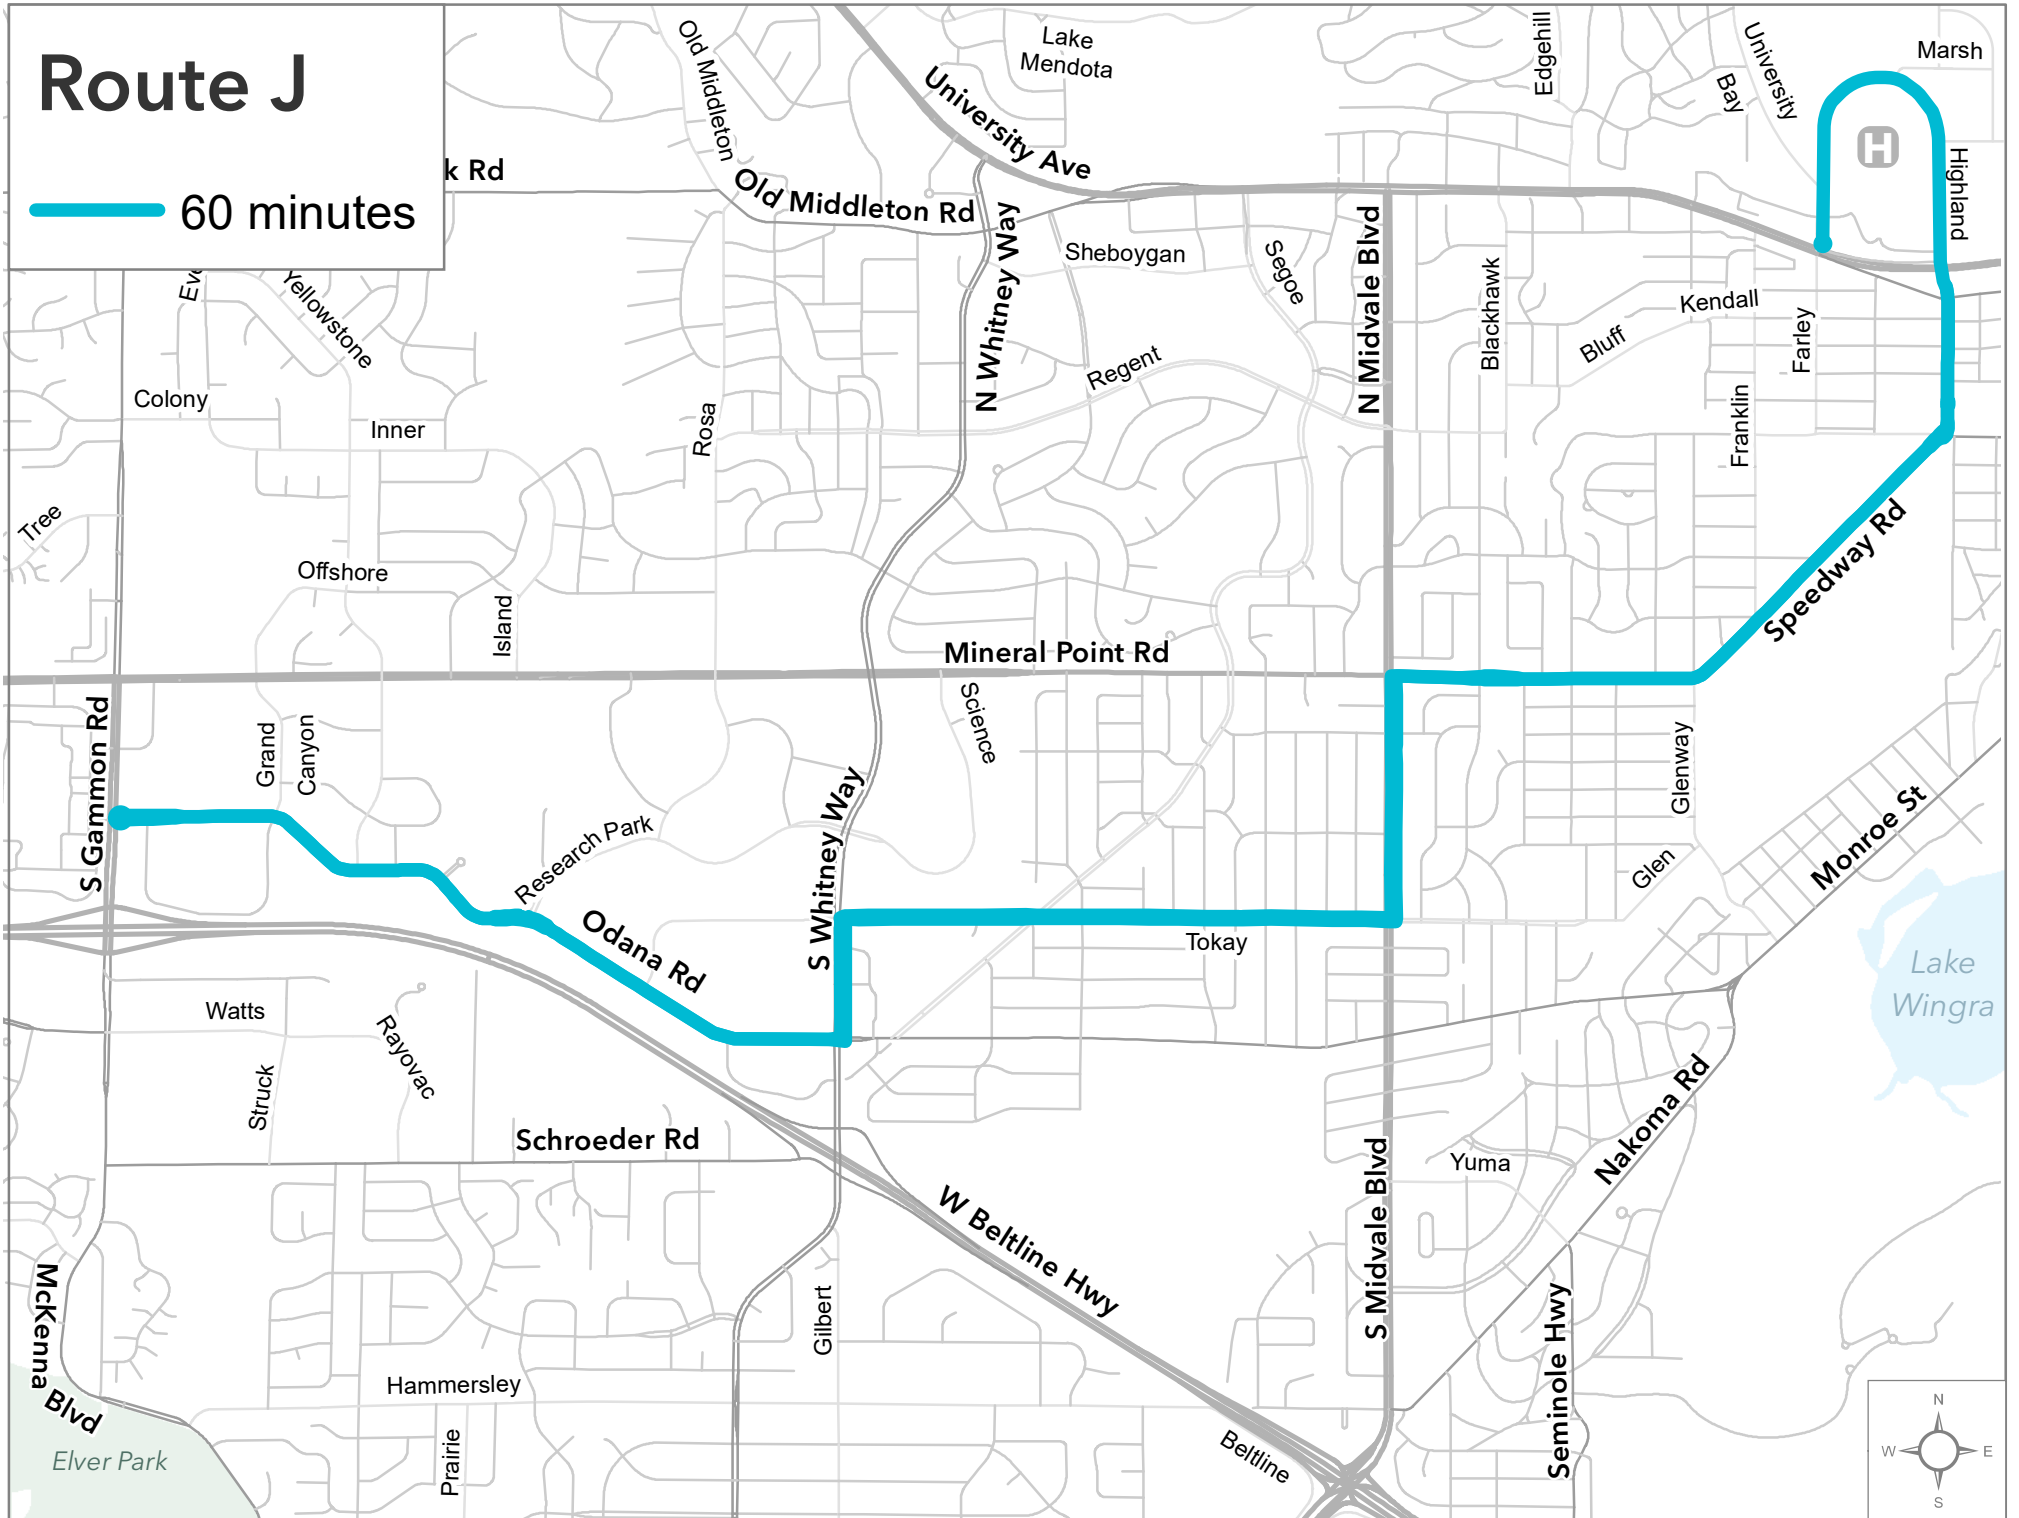 Route J
60 minutes
k Rd
Old Middleton
Lake
Mendota
University Ave
Edgehill
University
Bay
Marsh
H
Highland
Old Middleton Rd
N Whitney Way
Sheboygan
Segoe
N Midvale Blvd
Blackhawk
Kendall
Bluff
Farley
Franklin
Eve
Yellowstone
Colony
Inner
Rosa
Regent
Tree
Offshore
Island
Speedway Rd
Mineral Point Rd
S Gammon Rd
Grand
Canyon
Science
Glenway
Research Park
S Whitney Way
Glen
Monroe St
Odana Rd
Tokay
Lake
Wingra
Watts
Rayovac
Struck
Schroeder Rd
Nakoma Rd
Yuma
S Midvale Blvd
W Beltline Hwy
McKenna Blvd
Gilbert
Seminole Hwy
Hammersley
Prairie
Beltline
Elver Park
N
W
E
S